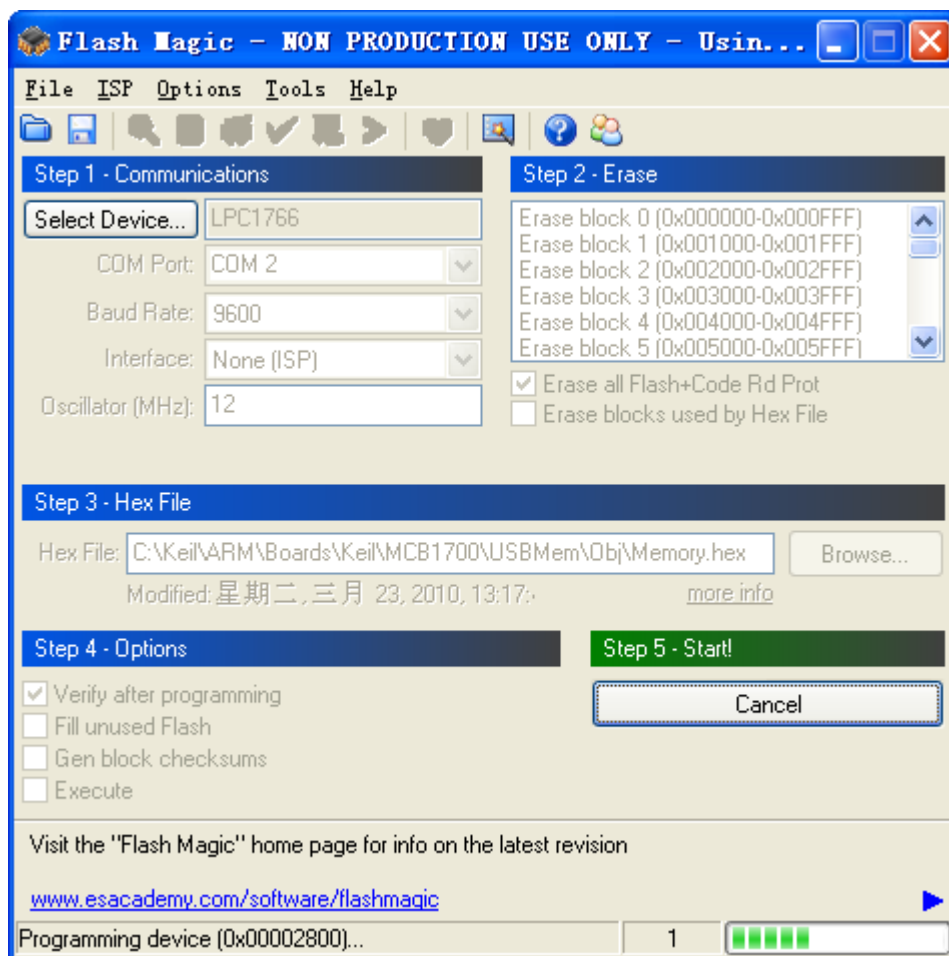 Flash Magic - NON PRODUCTION USE ONLY - Usin...
File ISP Options Tools Help
Step 1 - Communications
Select Device... LPC1766
COM Port: COM 2
Baud Rate: 9600
Interface: None (ISP)
Oscillator (MHz): 12
Step 2 - Erase
Erase block 0 (0x000000-0x000FFF)
Erase block 1 (0x001000-0x001FFF)
Erase block 2 (0x002000-0x002FFF)
Erase block 3 (0x003000-0x003FFF)
Erase block 4 (0x004000-0x004FFF)
Erase block 5 (0x005000-0x005FFF)
Erase all Flash+Code Rd Prot
Erase blocks used by Hex File
Step 3 - Hex File
Hex File: C:\Keil\ARM\Boards\Keil\MCB1700\USBMem\Obj\Memory.hex Browse...
Modified: 星期二, 三月 23, 2010, 13:17: more info
Step 4 - Options
Verify after programming
Fill unused Flash
Gen block checksums
Execute
Step 5 - Start!
Cancel
Visit the "Flash Magic" home page for info on the latest revision
www.esacademy.com/software/flashmagic
Programming device (0x00002800)... 1